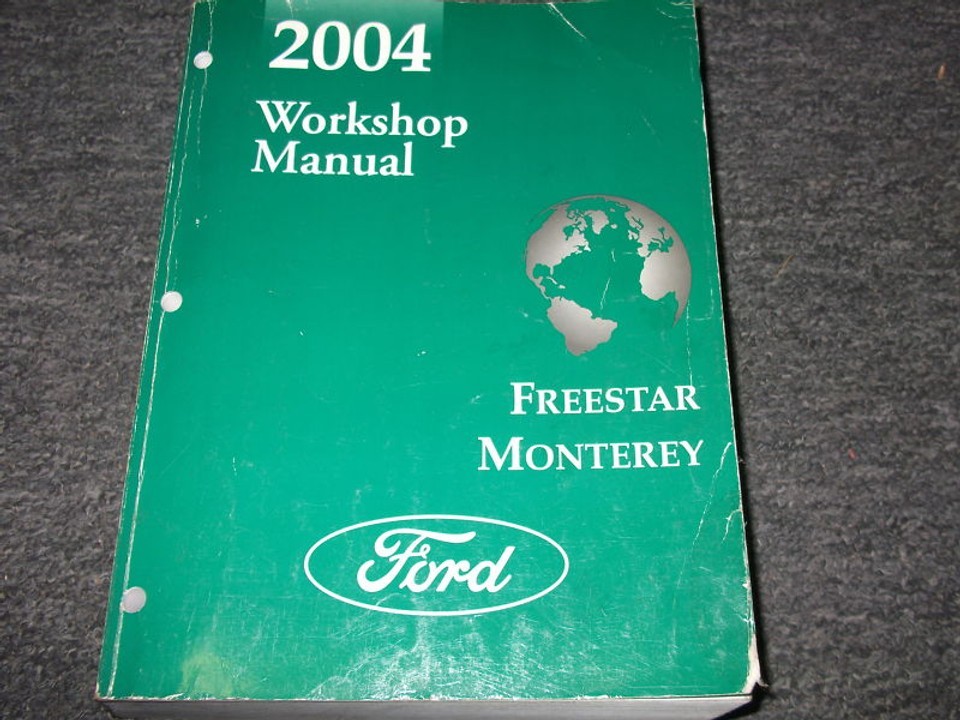 2004
Workshop
Manual
FREESTAR
MONTEREY
Ford